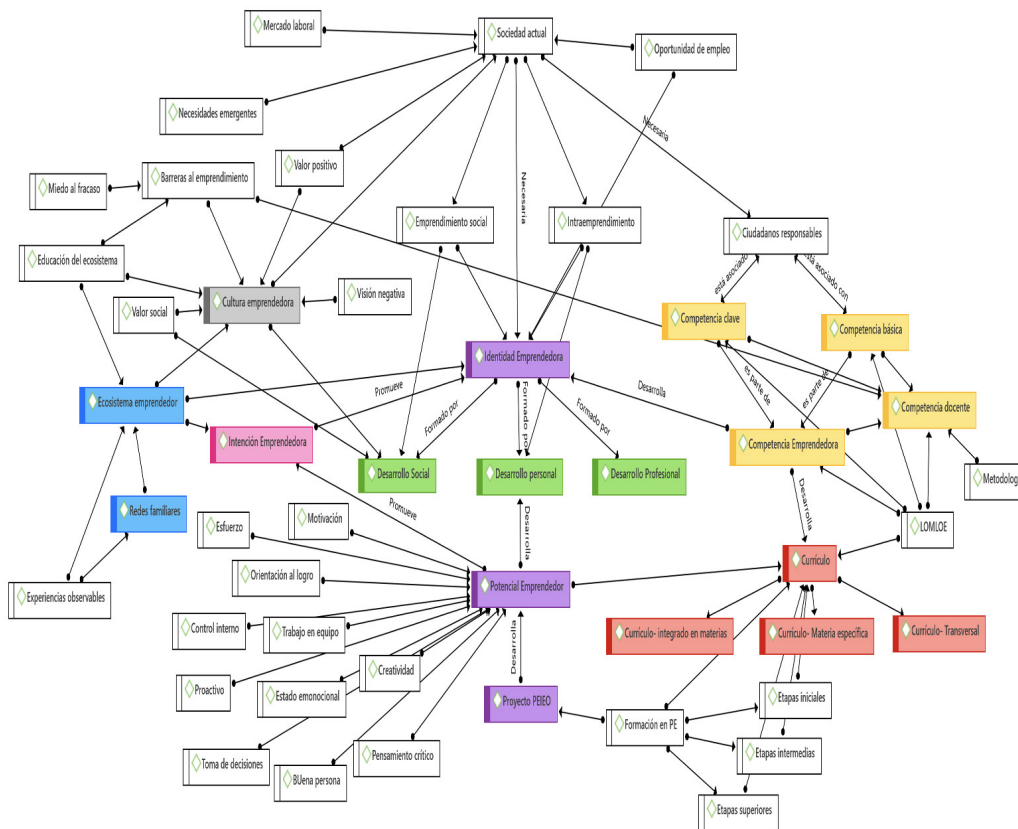 Mercado laboral
Sociedad actual
Oportunidad de empleo
Necesidades emergentes
Necesaria
Valor positivo
Barreras al emprendimiento
Miedo al fracaso
Necesaria
Emprendimiento social
Intraemprendimiento
Ciudadanos responsables
Educación del ecosistema
está asociado
está asociado con
Cultura emprendedora
Visión negativa
Valor social
Competencia clave
Competencia básica
Identidad Emprendedora
Promueve
Desarrolla
es parte de
es parte de
Ecosistema emprendedor
Formado por
Formado por
Formado por
Competencia docente
Intención Emprendedora
Competencia Emprendedora
Desarrollo Social
Desarrollo personal
Desarrollo Profesional
Metodolog
Promueve
Desarrolla
Desarrolla
Redes familiares
Motivación
Esfuerzo
LOMLOE
Currículo
Orientación al logro
Potencial Emprendedor
Experiencias observables
Control interno
Trabajo en equipo
Desarrolla
Currículo- integrado en materias
Currículo- Materia específica
Currículo- Transversal
Creatividad
Proactivo
Estado emonocional
Proyecto PEIEO
Etapas iniciales
Formación en PE
Toma de decisiones
BUena persona
Pensamiento crítico
Etapas intermedias
Etapas superiores